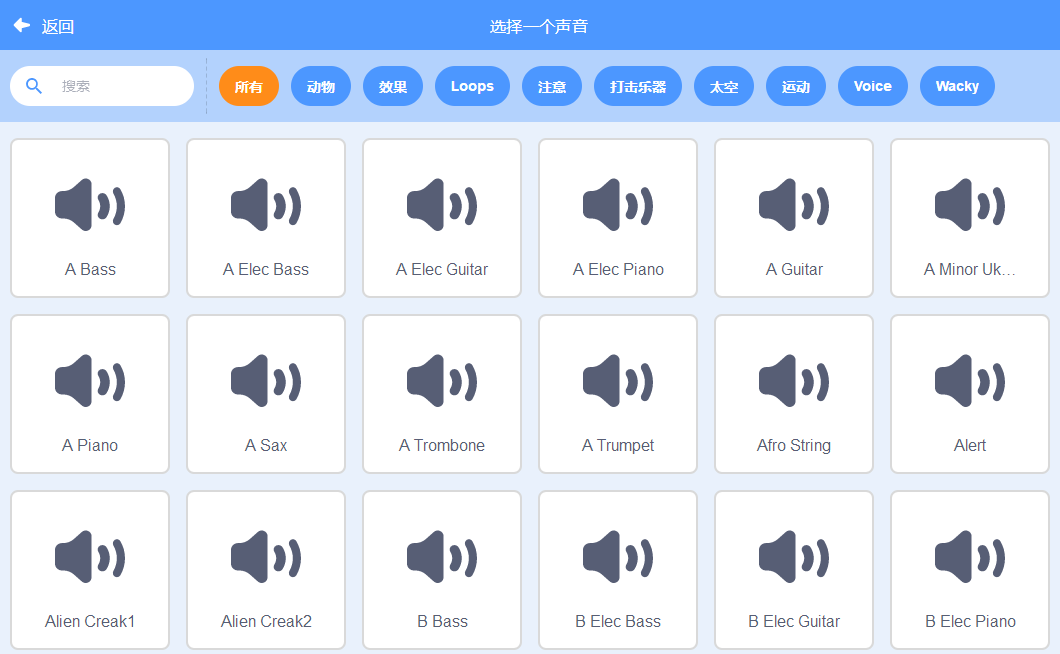 返回
选择一个声音
搜索
所有
动物
效果
Loops
注意
打击乐器
太空
运动
Voice
Wacky
A Bass
A Elec Bass
A Elec Guitar
A Elec Piano
A Guitar
A Minor Uk...
A Piano
A Sax
A Trombone
A Trumpet
Afro String
Alert
Alien Creak1
Alien Creak2
B Bass
B Elec Bass
B Elec Guitar
B Elec Piano